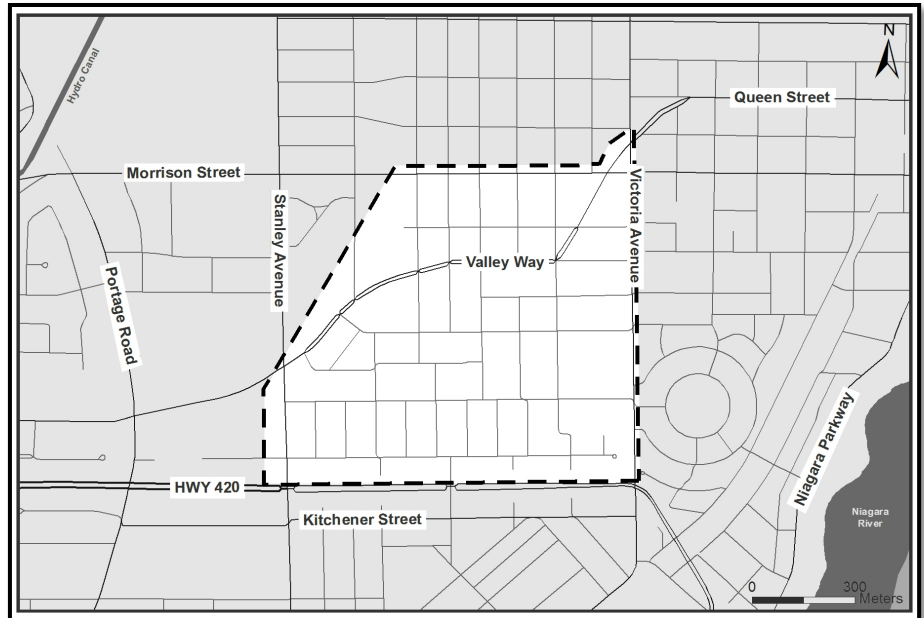 Hydro Canal
N
Queen Street
Morrison Street
Stanley Avenue
Victoria Avenue
Valley Way
Portage Road
Niagara Parkway
HWY 420
Kitchener Street
Niagara
River
0 300
Meters